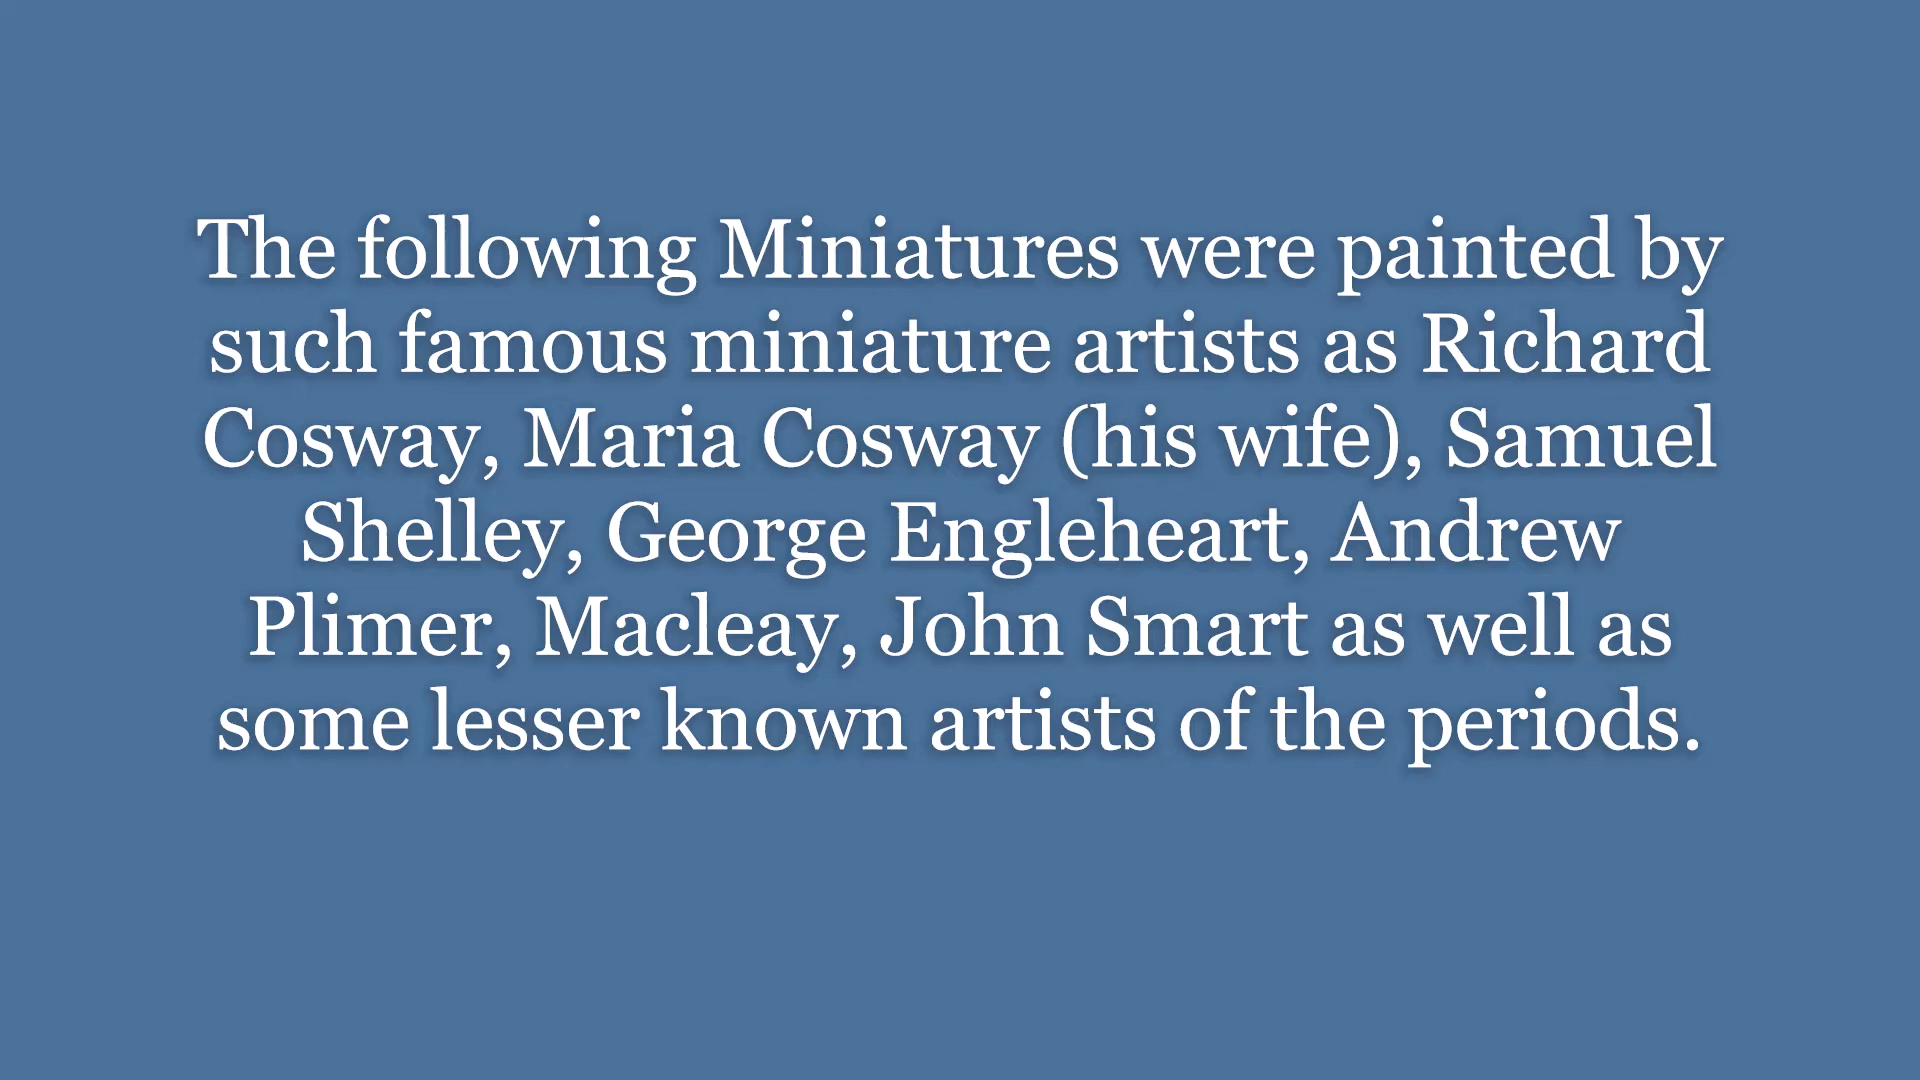 The following Miniatures were painted by
such famous miniature artists as Richard
Cosway, Maria Cosway (his wife), Samuel
Shelley, George Engleheart, Andrew
Plimer, Macleay, John Smart as well as
some lesser known artists of the periods.